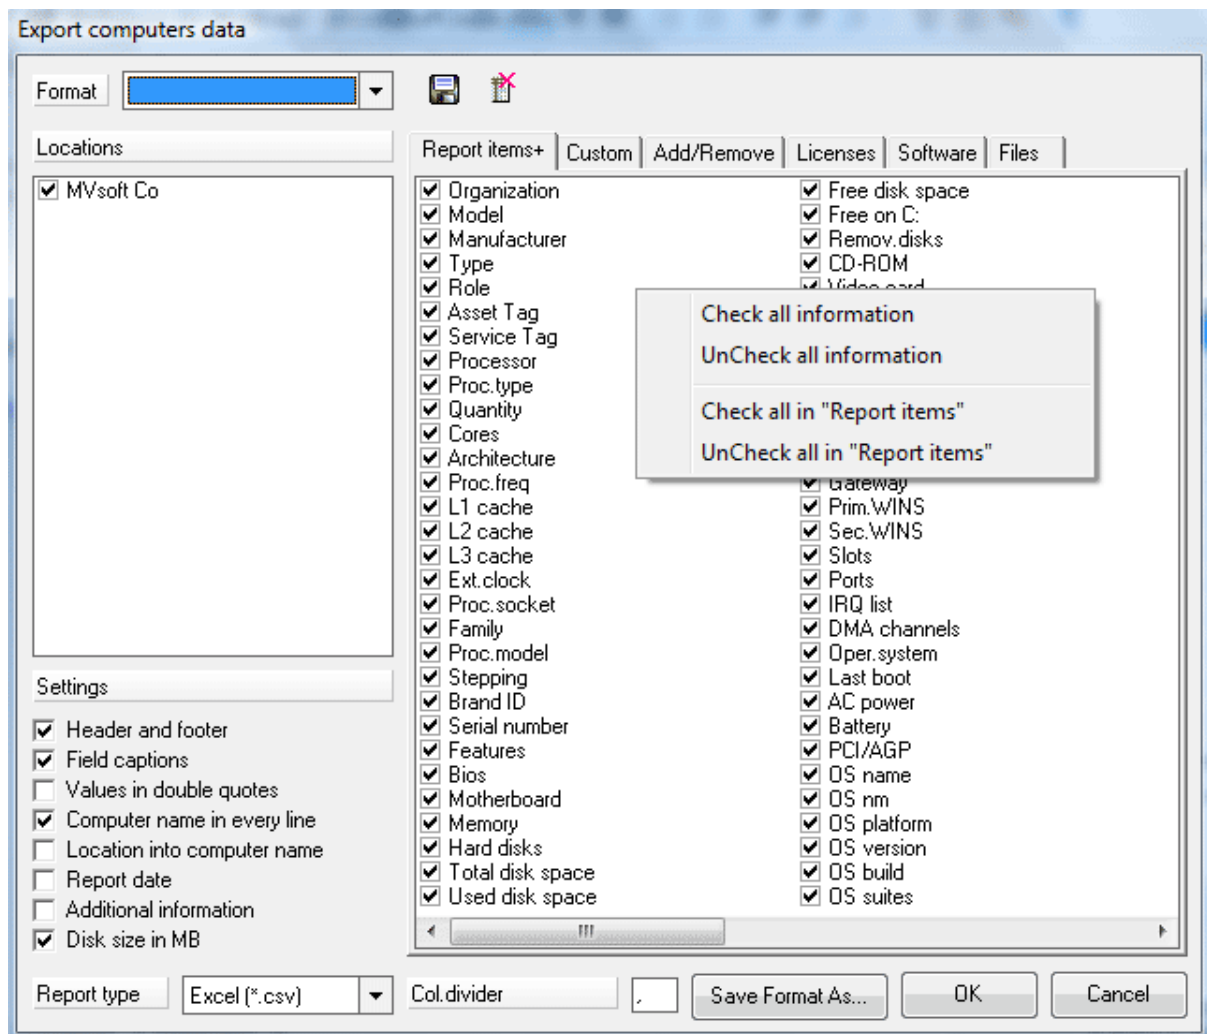 Export computers data
Format
Locations
MVsoft Co
Report items+ Custom Add/Remove Licenses Software Files
Organization
Model
Manufacturer
Type
Role
Asset Tag
Service Tag
Processor
Proc.type
Quantity
Cores
Architecture
Proc.freq
L1 cache
L2 cache
L3 cache
Ext.clock
Proc.socket
Family
Proc.model
Stepping
Brand ID
Serial number
Features
Bios
Motherboard
Memory
Hard disks
Total disk space
Used disk space
Free disk space
Free on C:
Remov.disks
CD-ROM
Video card
Check all information
UnCheck all information
Check all in "Report items"
UnCheck all in "Report items"
Gateway
Prim.WINS
Sec.WINS
Slots
Ports
IRQ list
DMA channels
Oper.system
Last boot
AC power
Battery
PCI/AGP
OS name
OS nm
OS platform
OS version
OS build
OS suites
Settings
Header and footer
Field captions
Values in double quotes
Computer name in every line
Location into computer name
Report date
Additional information
Disk size in MB
Report type Excel (*.csv) Col.divider , Save Format As... OK Cancel